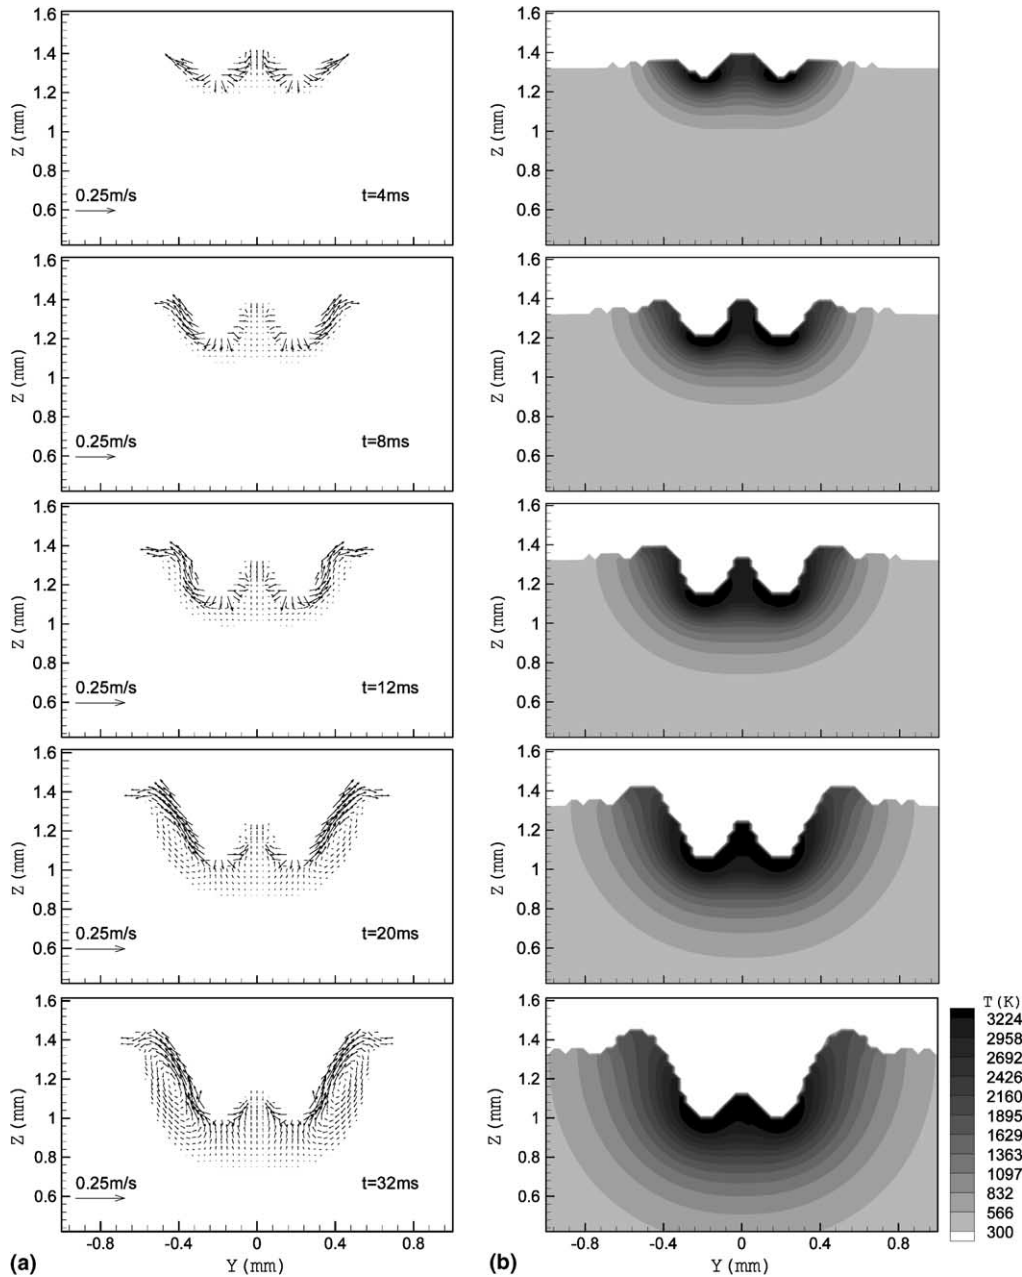 1.6
1.4
1.2
1
0.8
0.6
Z (mm)
0.25m/s
t=4ms
1.6
1.4
1.2
1
0.8
0.6
Z (mm)
1.6
1.4
1.2
1
0.8
0.6
Z (mm)
0.25m/s
t=8ms
1.6
1.4
1.2
1
0.8
0.6
Z (mm)
1.6
1.4
1.2
1
0.8
0.6
Z (mm)
0.25m/s
t=12ms
1.6
1.4
1.2
1
0.8
0.6
Z (mm)
1.6
1.4
1.2
1
0.8
0.6
Z (mm)
0.25m/s
t=20ms
1.6
1.4
1.2
1
0.8
0.6
Z (mm)
1.6
1.4
1.2
1
0.8
0.6
Z (mm)
0.25m/s
t=32ms
-0.8 -0.4 0 0.4 0.8
(a)
Y (mm)
1.6
1.4
1.2
1
0.8
0.6
Z (mm)
-0.8 -0.4 0 0.4 0.8
(b)
Y (mm)
T (K)
3224
2958
2692
2426
2160
1895
1629
1363
1097
832
566
300